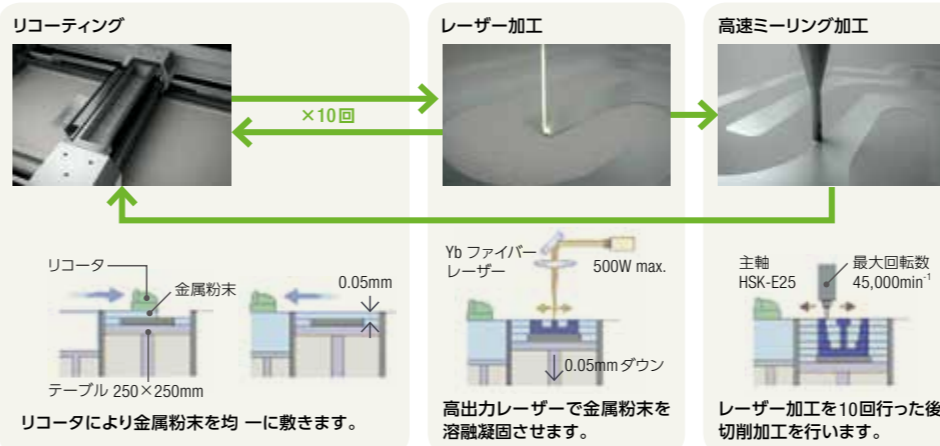 リコーティング
×10回
リコータ
金属粉末
0.05mm
テーブル 250×250mm
リコータにより金属粉末を均一に敷きます。
レーザー加工
Yb ファイバー
レーザー
500W max.
0.05mmダウン
高出力レーザーで金属粉末を
溶融凝固させます。
高速ミーリング加工
主軸
HSK-E25
最大回転数
45,000min⁻¹
レーザー加工を10回行った後
切削加工を行います。